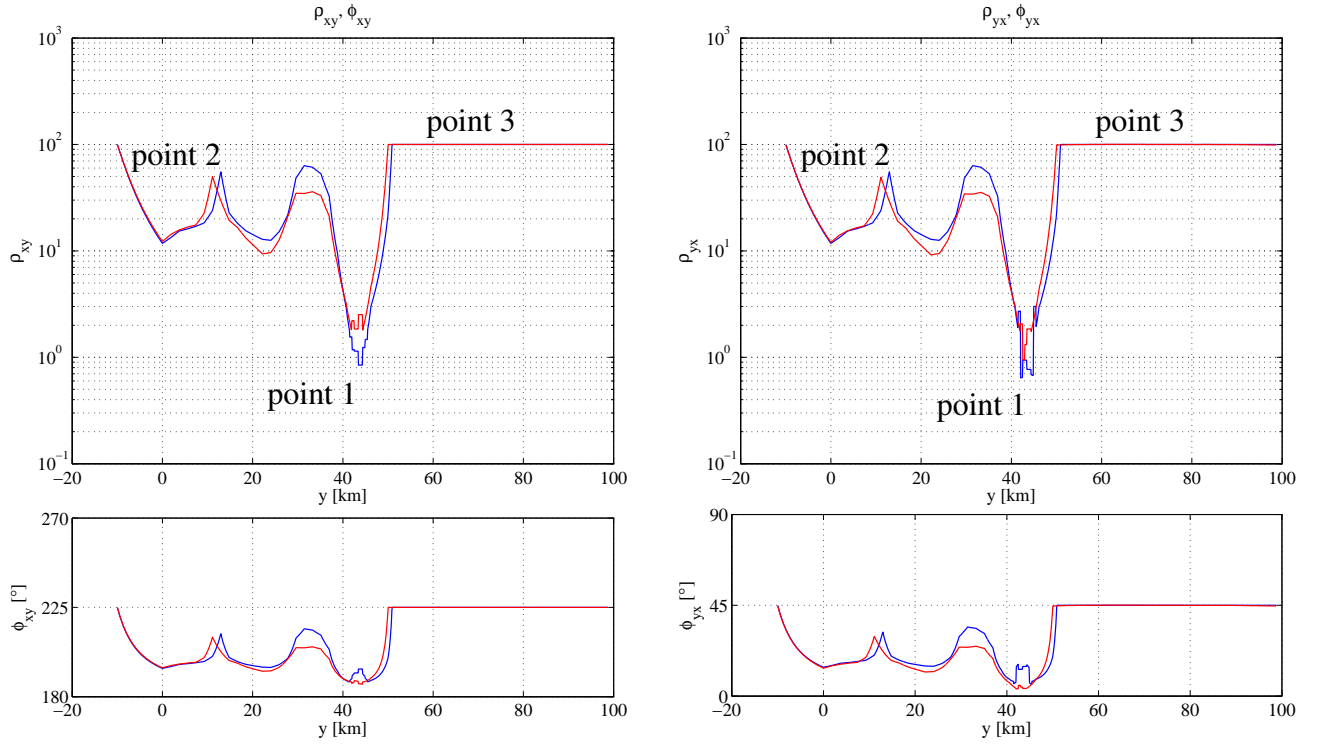 ρxy, ϕxy
10³
10²
10¹
10⁰
10⁻¹
ρxy
point 2
point 3
point 1
−20 0 20 40 60 80 100
y [km]
270
225
180
ϕxy [°]
−20 0 20 40 60 80 100
y [km]
ρyx, ϕyx
10³
10²
10¹
10⁰
10⁻¹
ρyx
point 2
point 3
point 1
−20 0 20 40 60 80 100
y [km]
90
45
0
ϕyx [°]
−20 0 20 40 60 80 100
y [km]